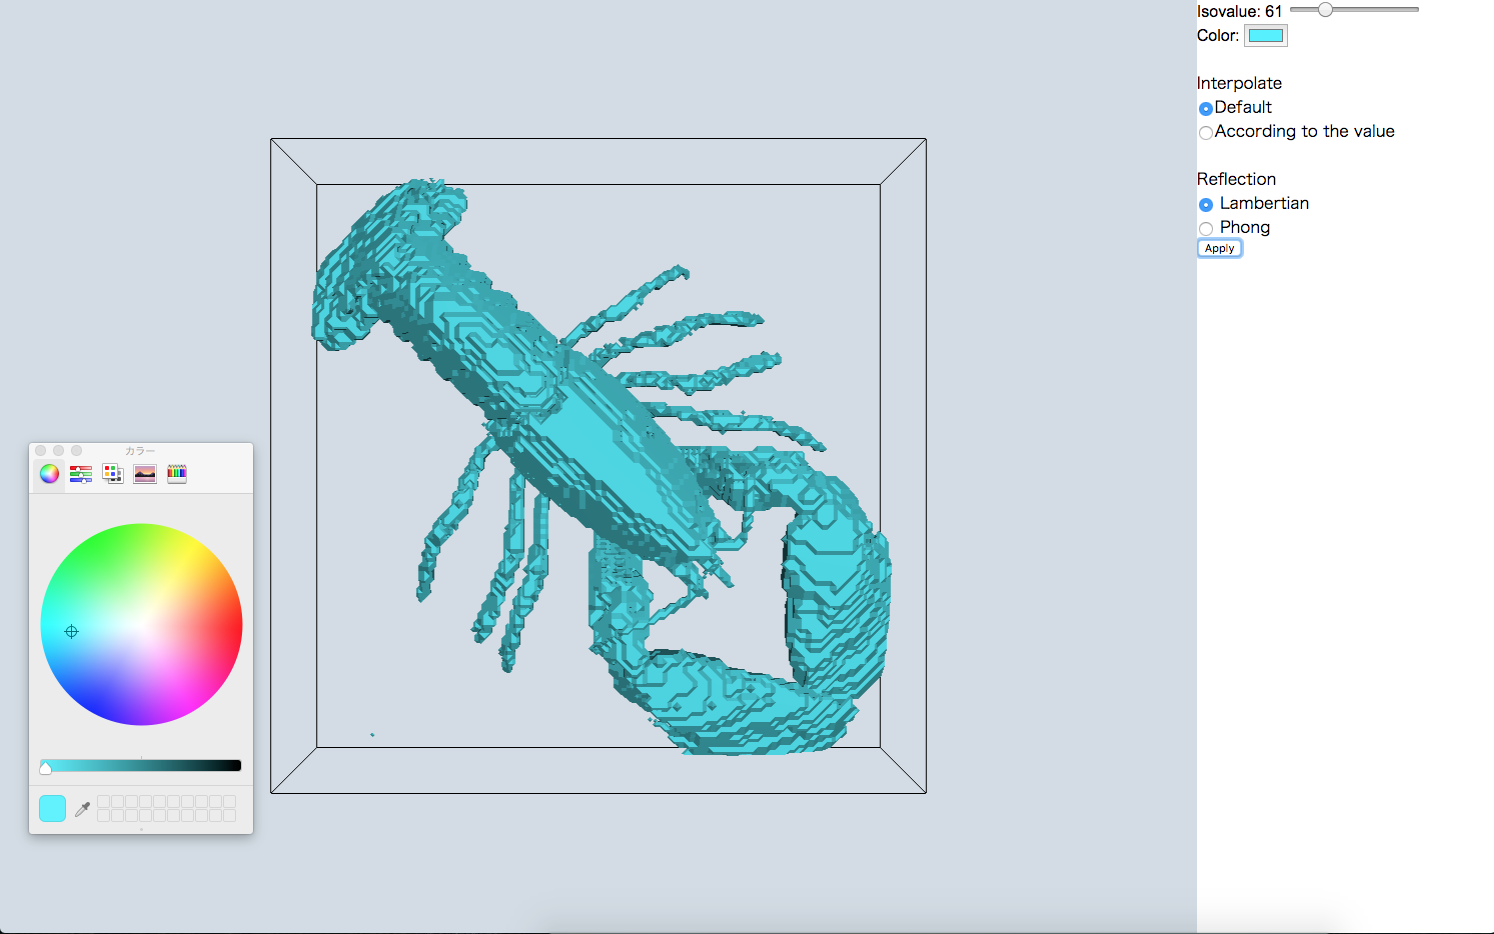 Isovalue: 61
Color:
Interpolate
Default
According to the value
Reflection
Lambertian
Phong
Apply
カラー